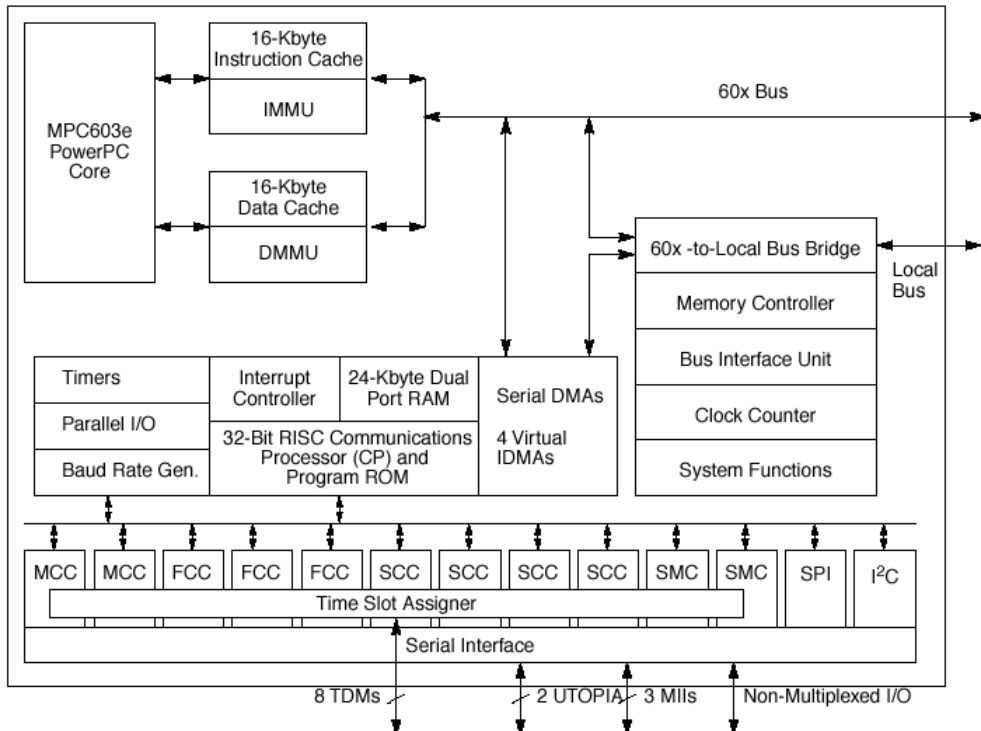 16-Kbyte
Instruction Cache
IMMU
MPC603e
PowerPC
Core
16-Kbyte
Data Cache
DMMU
60x Bus
60x -to-Local Bus Bridge
Memory Controller
Bus Interface Unit
Clock Counter
System Functions
Local
Bus
Timers
Parallel I/O
Baud Rate Gen.
Interrupt
Controller
24-Kbyte Dual
Port RAM
32-Bit RISC Communications
Processor (CP) and
Program ROM
Serial DMAs
4 Virtual
IDMAs
MCC MCC FCC FCC FCC SCC SCC SCC SCC SMC SMC SPI I²C
Time Slot Assigner
Serial Interface
8 TDMs 2 UTOPIA 3 MIIs Non-Multiplexed I/O